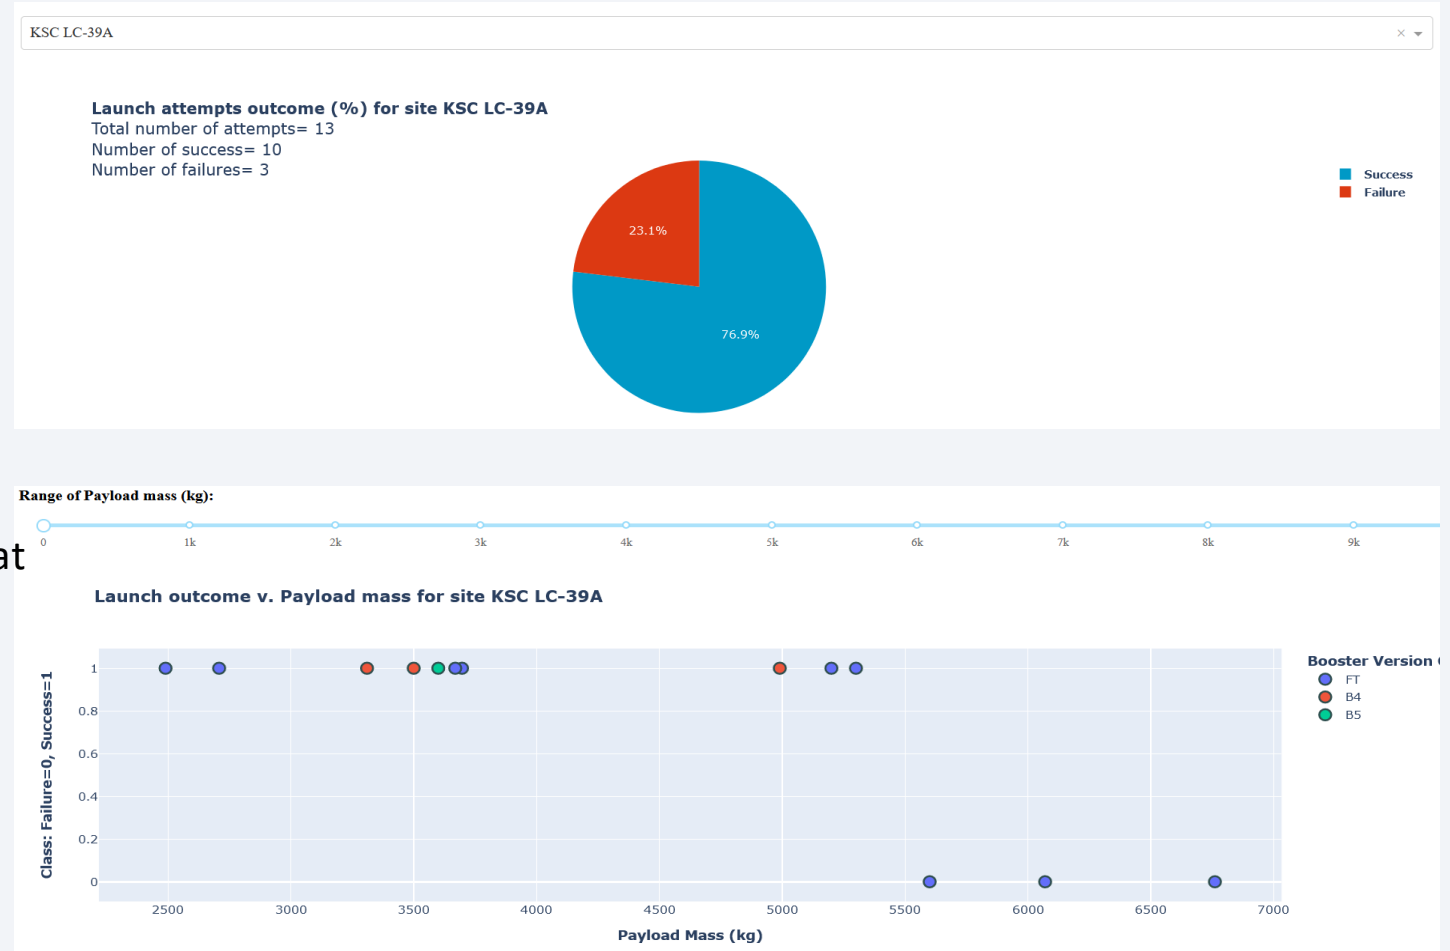 KSC LC-39A
×
Launch attempts outcome (%) for site KSC LC-39A
Total number of attempts= 13
Number of success= 10
Number of failures= 3
Success
Failure
23.1%
76.9%
Range of Payload mass (kg):
0 1k 2k 3k 4k 5k 6k 7k 8k 9k
at
Launch outcome v. Payload mass for site KSC LC-39A
Class: Failure=0, Success=1
1
0.8
0.6
0.4
0.2
0
2500 3000 3500 4000 4500 5000 5500 6000 6500 7000
Payload Mass (kg)
Booster Version
FT
B4
B5